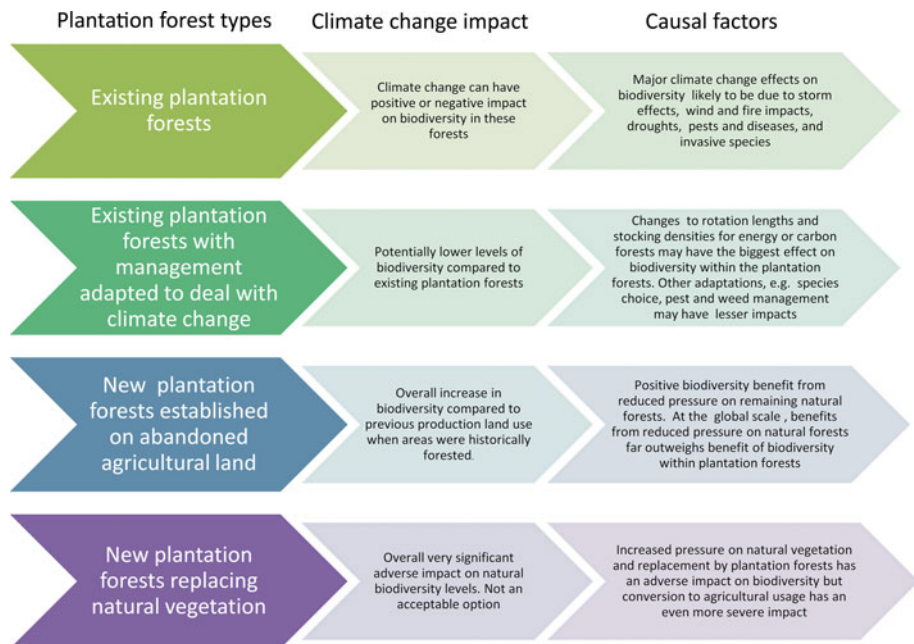 Plantation forest types
Climate change impact
Causal factors
Existing plantation
forests
Climate change can have
positive or negative impact
on biodiversity in these
forests
Major climate change effects on
biodiversity likely to be due to storm
effects, wind and fire impacts,
droughts, pests and diseases, and
invasive species
Existing plantation
forests with
management
adapted to deal with
climate change
Potentially lower levels of
biodiversity compared to
existing plantation forests
Changes to rotation lengths and
stocking densities for energy or carbon
forests may have the biggest effect on
biodiversity within the plantation
forests. Other adaptations, e.g. species
choice, pest and weed management
may have lesser impacts
New plantation
forests established
on abandoned
agricultural land
Overall increase in
biodiversity compared to
previous production land use
when areas were historically
forested.
Positive biodiversity benefit from
reduced pressure on remaining natural
forests. At the global scale , benefits
from reduced pressure on natural forests
far outweighs benefit of biodiversity
within plantation forests
New plantation
forests replacing
natural vegetation
Overall very significant
adverse impact on natural
biodiversity levels. Not an
acceptable option
Increased pressure on natural vegetation
and replacement by plantation forests has
an adverse impact on biodiversity but
conversion to agricultural usage has an
even more severe impact